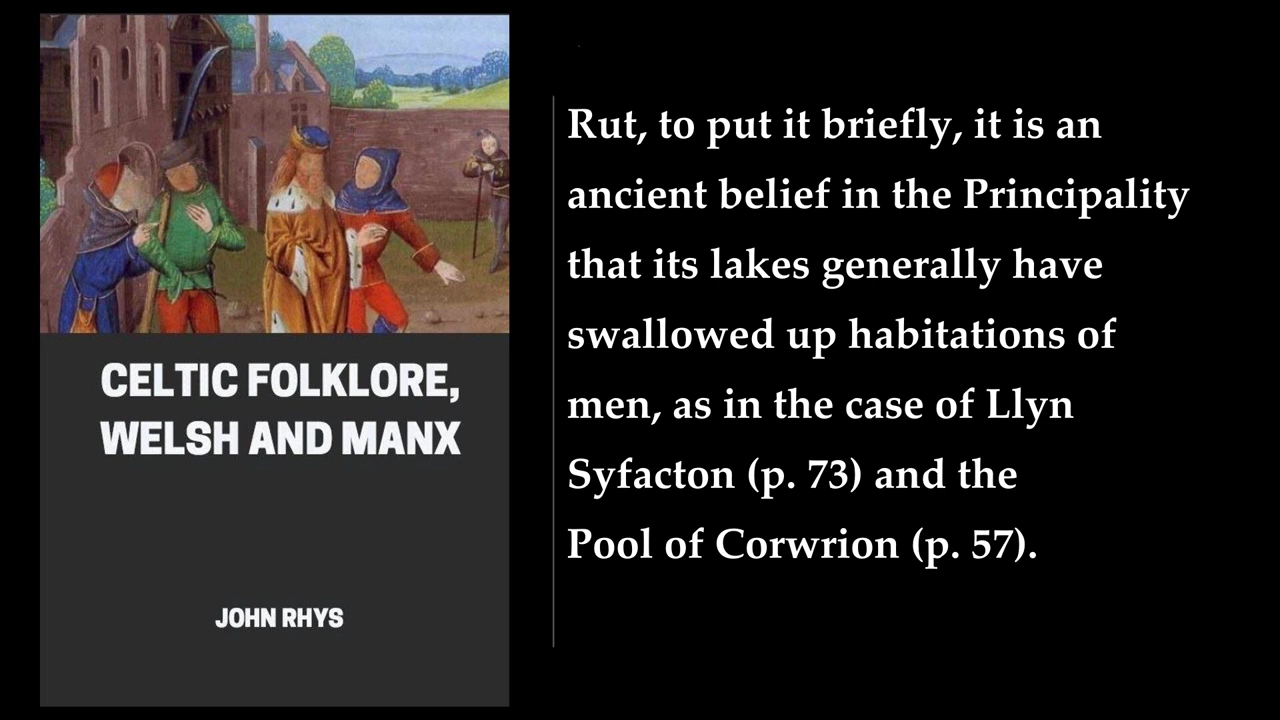 CELTIC FOLKLORE,
WELSH AND MANX
JOHN RHYS
Rut, to put it briefly, it is an
ancient belief in the Principality
that its lakes generally have
swallowed up habitations of
men, as in the case of Llyn
Syfacton (p. 73) and the
Pool of Corwrion (p. 57).